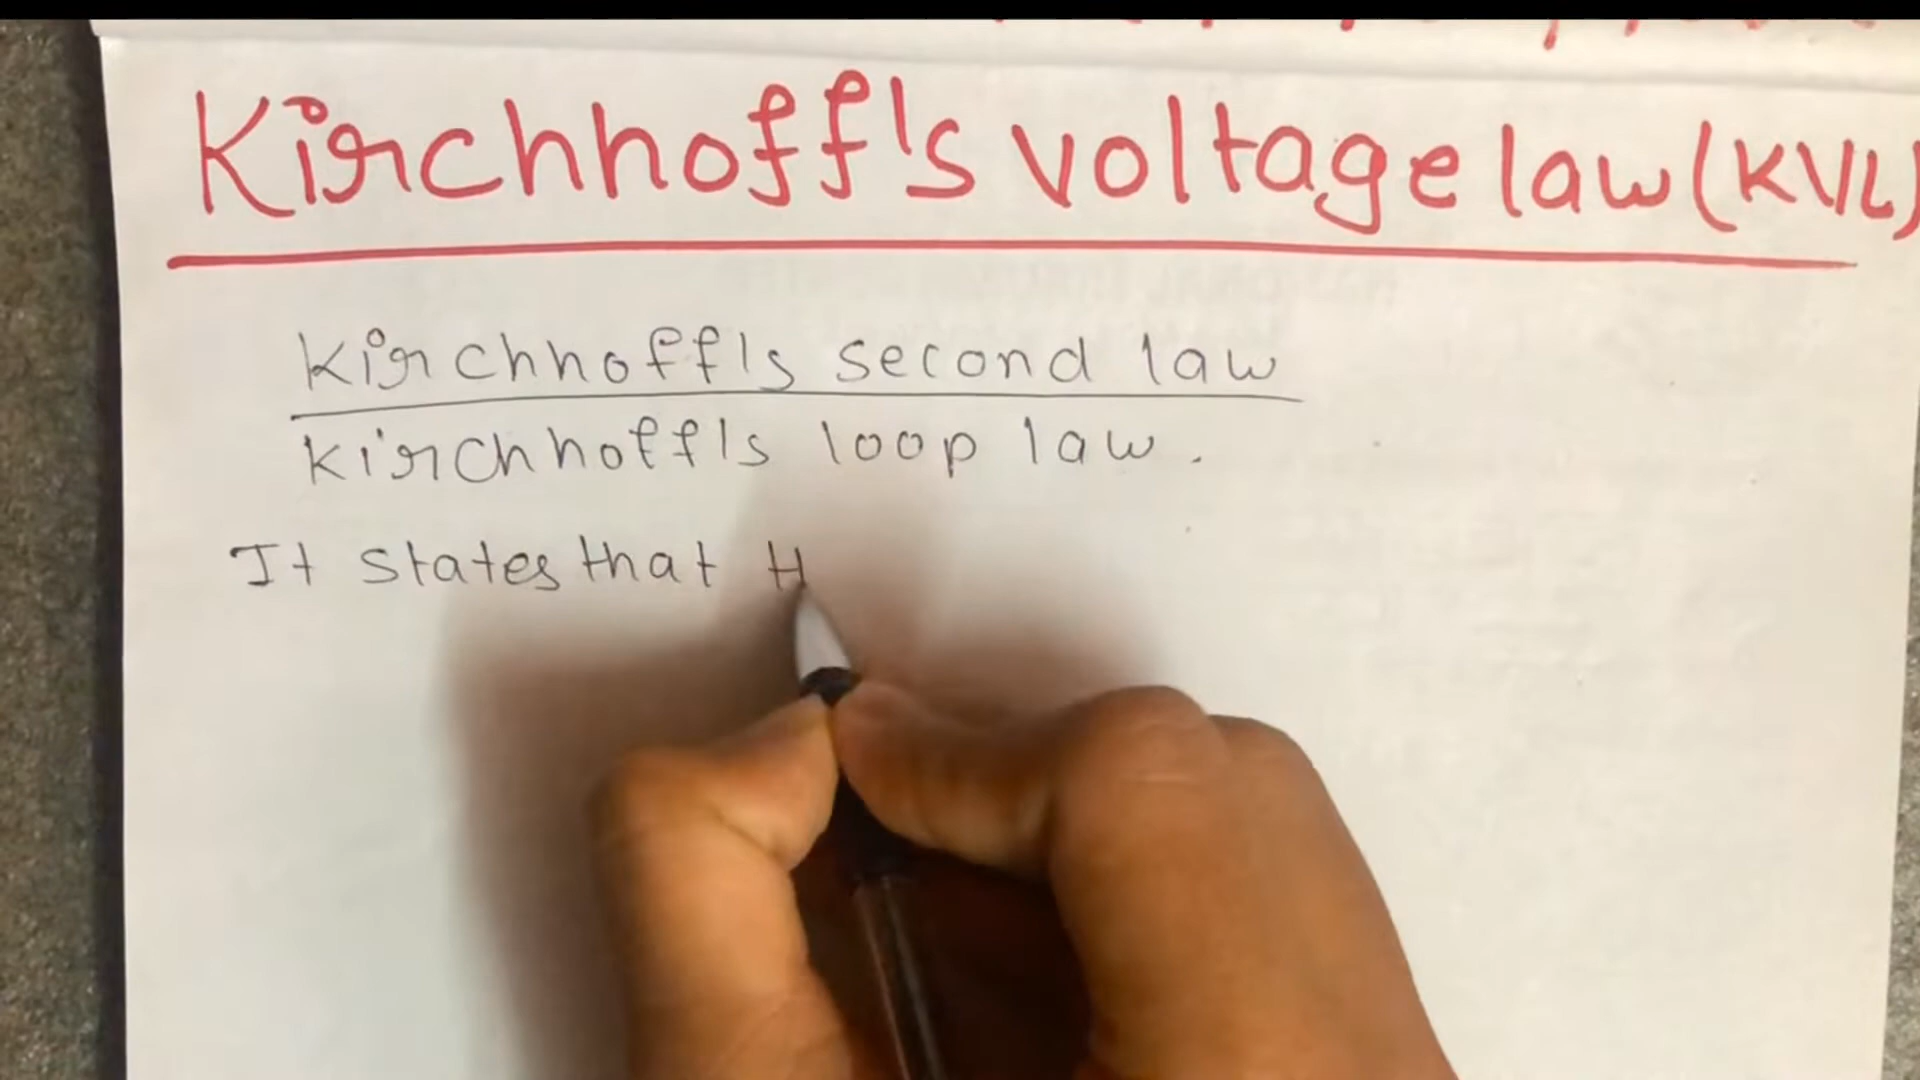 Kirchhoff's voltage law (KVL)
Kirchhoff's second law
Kirchhoff's loop law.
It states that